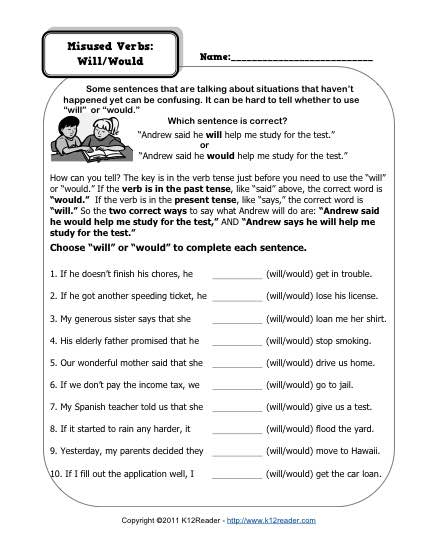 Misused Verbs:
Will/Would
Name:___________________________
Some sentences that are talking about situations that haven't
happened yet can be confusing. It can be hard to tell whether to use
"will" or "would."
Which sentence is correct?
"Andrew said he will help me study for the test."
or
"Andrew said he would help me study for the test."
How can you tell? The key is in the verb tense just before you need to use the "will"
or "would." If the verb is in the past tense, like "said" above, the correct word is
"would." If the verb is in the present tense, like "says," the correct word is
"will." So the two correct ways to say what Andrew will do are: "Andrew said
he would help me study for the test," AND "Andrew says he will help me
study for the test."
Choose "will" or "would" to complete each sentence.
1. If he doesn't finish his chores, he __________ (will/would) get in trouble.
2. If he got another speeding ticket, he __________ (will/would) lose his license.
3. My generous sister says that she __________ (will/would) loan me her shirt.
4. His elderly father promised that he __________ (will/would) stop smoking.
5. Our wonderful mother said that she __________ (will/would) drive us home.
6. If we don't pay the income tax, we __________ (will/would) go to jail.
7. My Spanish teacher told us that she __________ (will/would) give us a test.
8. If it started to rain any harder, it __________ (will/would) flood the yard.
9. Yesterday, my parents decided they __________ (will/would) move to Hawaii.
10. If I fill out the application well, I __________ (will/would) get the car loan.
Copyright ©2011 K12Reader - http://www.k12reader.com